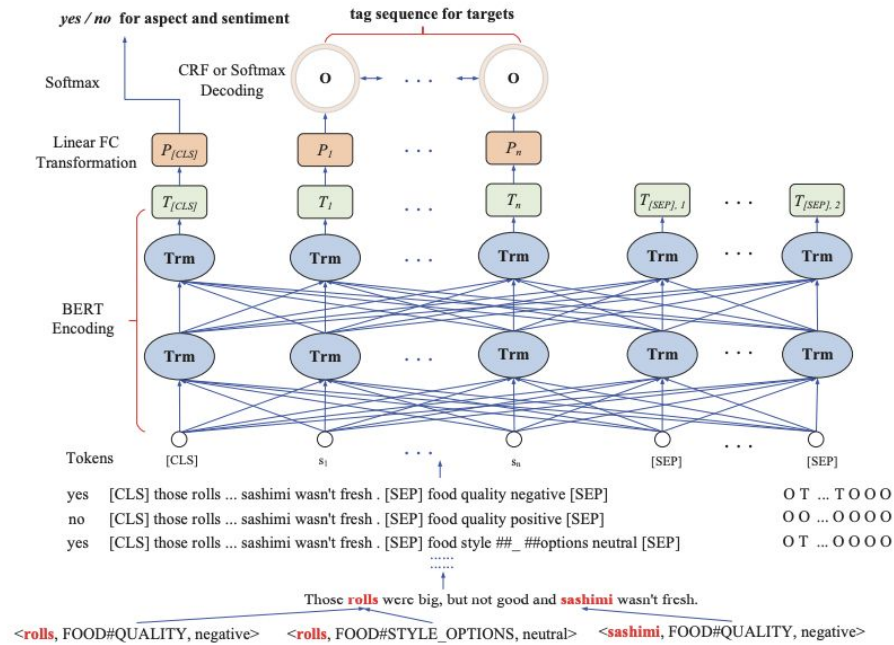 yes / no for aspect and sentiment
tag sequence for targets
Softmax
CRF or Softmax
Decoding
O . . . O
Linear FC
Transformation
P[CLS] P1 . . . Pn
T[CLS] T1 . . . Tn T[SEP], 1 . . . T[SEP], 2
Trm Trm . . . Trm Trm . . . Trm
BERT
Encoding
Trm Trm . . . Trm Trm . . . Trm
Tokens [CLS] s1 . . . sn [SEP] . . . [SEP]
yes [CLS] those rolls ... sashimi wasn't fresh . [SEP] food quality negative [SEP] O T ... T O O O
no [CLS] those rolls ... sashimi wasn't fresh . [SEP] food quality positive [SEP] O O ... O O O O
yes [CLS] those rolls ... sashimi wasn't fresh . [SEP] food style ##_ ##options neutral [SEP] O T ... O O O O
......
Those rolls were big, but not good and sashimi wasn't fresh.
<rolls, FOOD#QUALITY, negative> <rolls, FOOD#STYLE_OPTIONS, neutral> <sashimi, FOOD#QUALITY, negative>